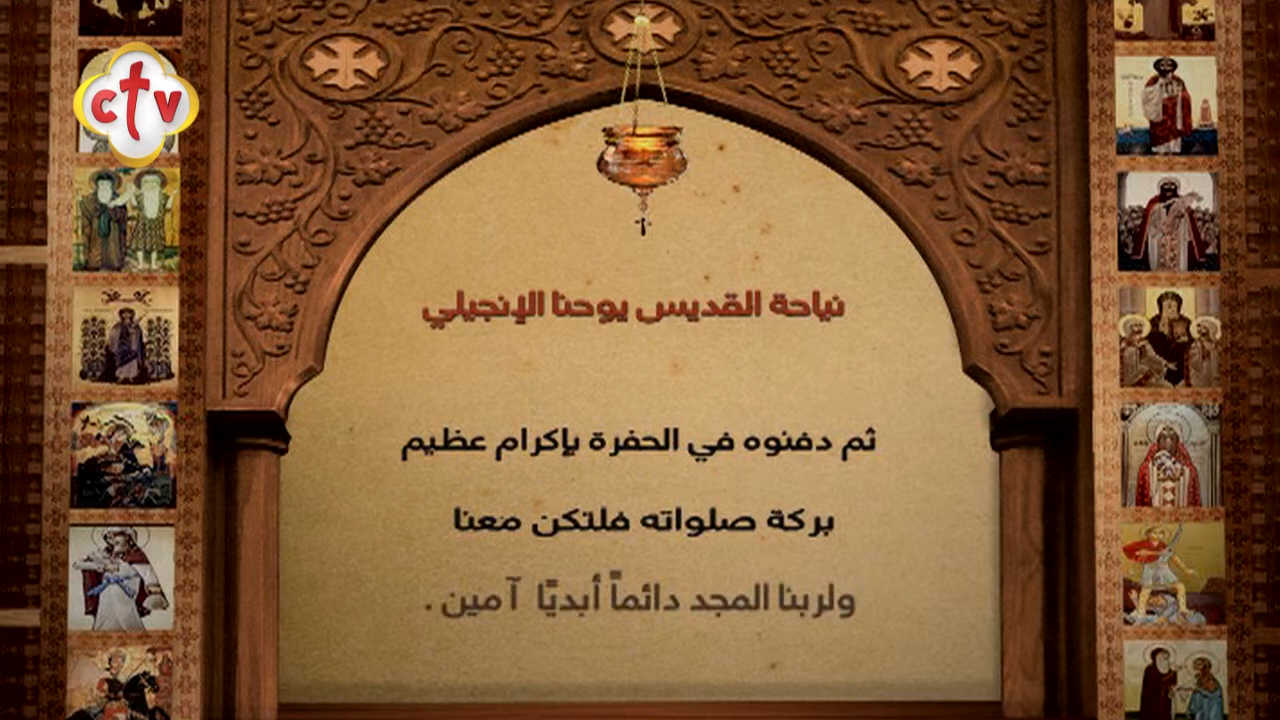 ctv
نياحة القديس يوحنا الإنجيلي
ثم دفنوه في الحفرة بإكرام عظيم
بركة صلواته فلتكن معنا
ولربنا المجد دائماً أبديًا آمين .